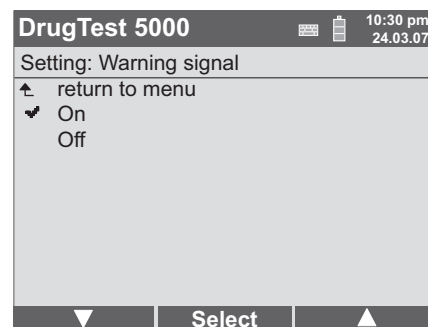 DrugTest 5000
10:30 pm
24.03.07
Setting: Warning signal
return to menu
On
Off
Select